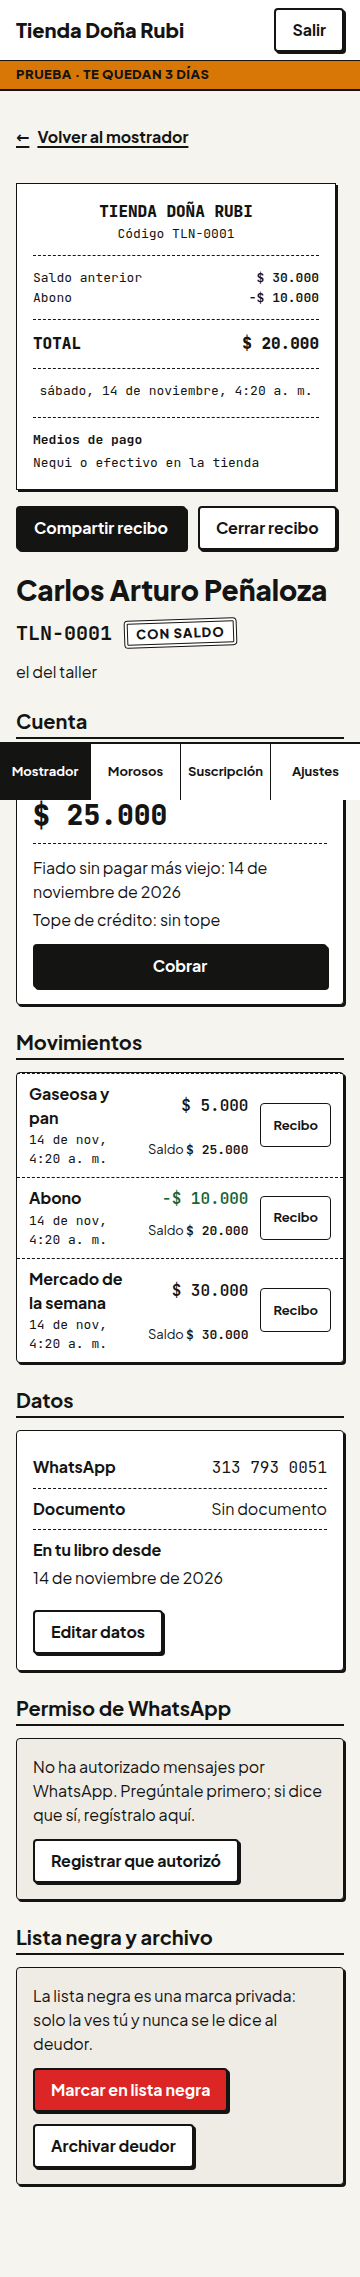 Tienda Doña Rubi
Salir
PRUEBA · TE QUEDAN 3 DÍAS
← Volver al mostrador
TIENDA DOÑA RUBI
Código TLN-0001
Saldo anterior $ 30.000
Abono -$ 10.000
TOTAL $ 20.000
sábado, 14 de noviembre, 4:20 a. m.
Medios de pago
Nequi o efectivo en la tienda
Compartir recibo
Cerrar recibo
Carlos Arturo Peñaloza
TLN-0001 CON SALDO
el del taller
Cuenta
Mostrador
Morosos
Suscripción
Ajustes
$ 25.000
Fiado sin pagar más viejo: 14 de
noviembre de 2026
Tope de crédito: sin tope
Cobrar
Movimientos
Gaseosa y
pan
14 de nov,
4:20 a. m.
$ 5.000
Saldo $ 25.000
Recibo
Abono
14 de nov,
4:20 a. m.
-$ 10.000
Saldo $ 20.000
Recibo
Mercado de
la semana
14 de nov,
4:20 a. m.
$ 30.000
Saldo $ 30.000
Recibo
Datos
WhatsApp 313 793 0051
Documento Sin documento
En tu libro desde
14 de noviembre de 2026
Editar datos
Permiso de WhatsApp
No ha autorizado mensajes por
WhatsApp. Pregúntale primero; si dice
que sí, regístralo aquí.
Registrar que autorizó
Lista negra y archivo
La lista negra es una marca privada:
solo la ves tú y nunca se le dice al
deudor.
Marcar en lista negra
Archivar deudor